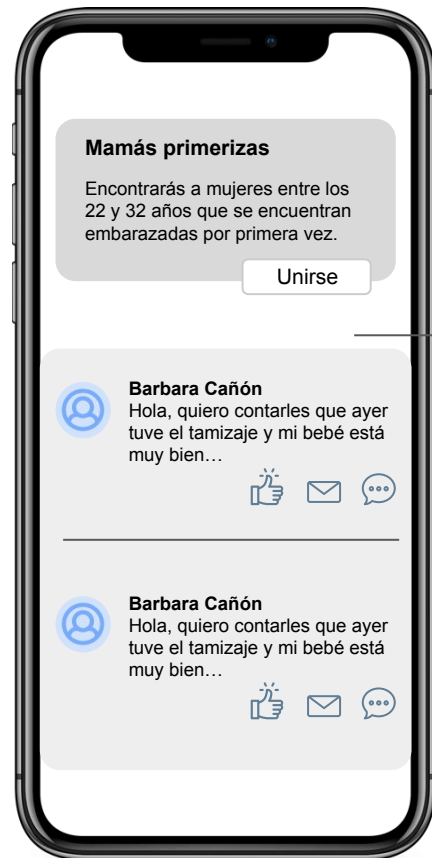 Mamás primerizas
Encontrarás a mujeres entre los
22 y 32 años que se encuentran
embarazadas por primera vez.
Unirse
Barbara Cañón
Hola, quiero contarles que ayer
tuve el tamizaje y mi bebé está
muy bien…
Barbara Cañón
Hola, quiero contarles que ayer
tuve el tamizaje y mi bebé está
muy bien…